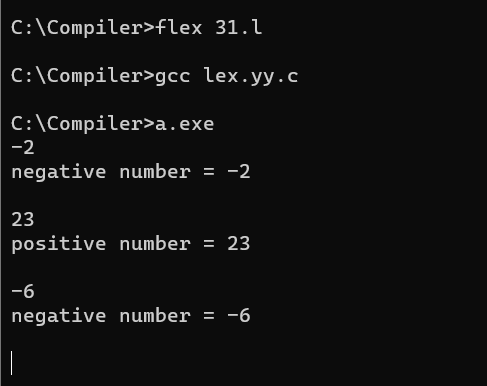 C:\Compiler>flex 31.l
C:\Compiler>gcc lex.yy.c
C:\Compiler>a.exe
-2
negative number = -2
23
positive number = 23
-6
negative number = -6